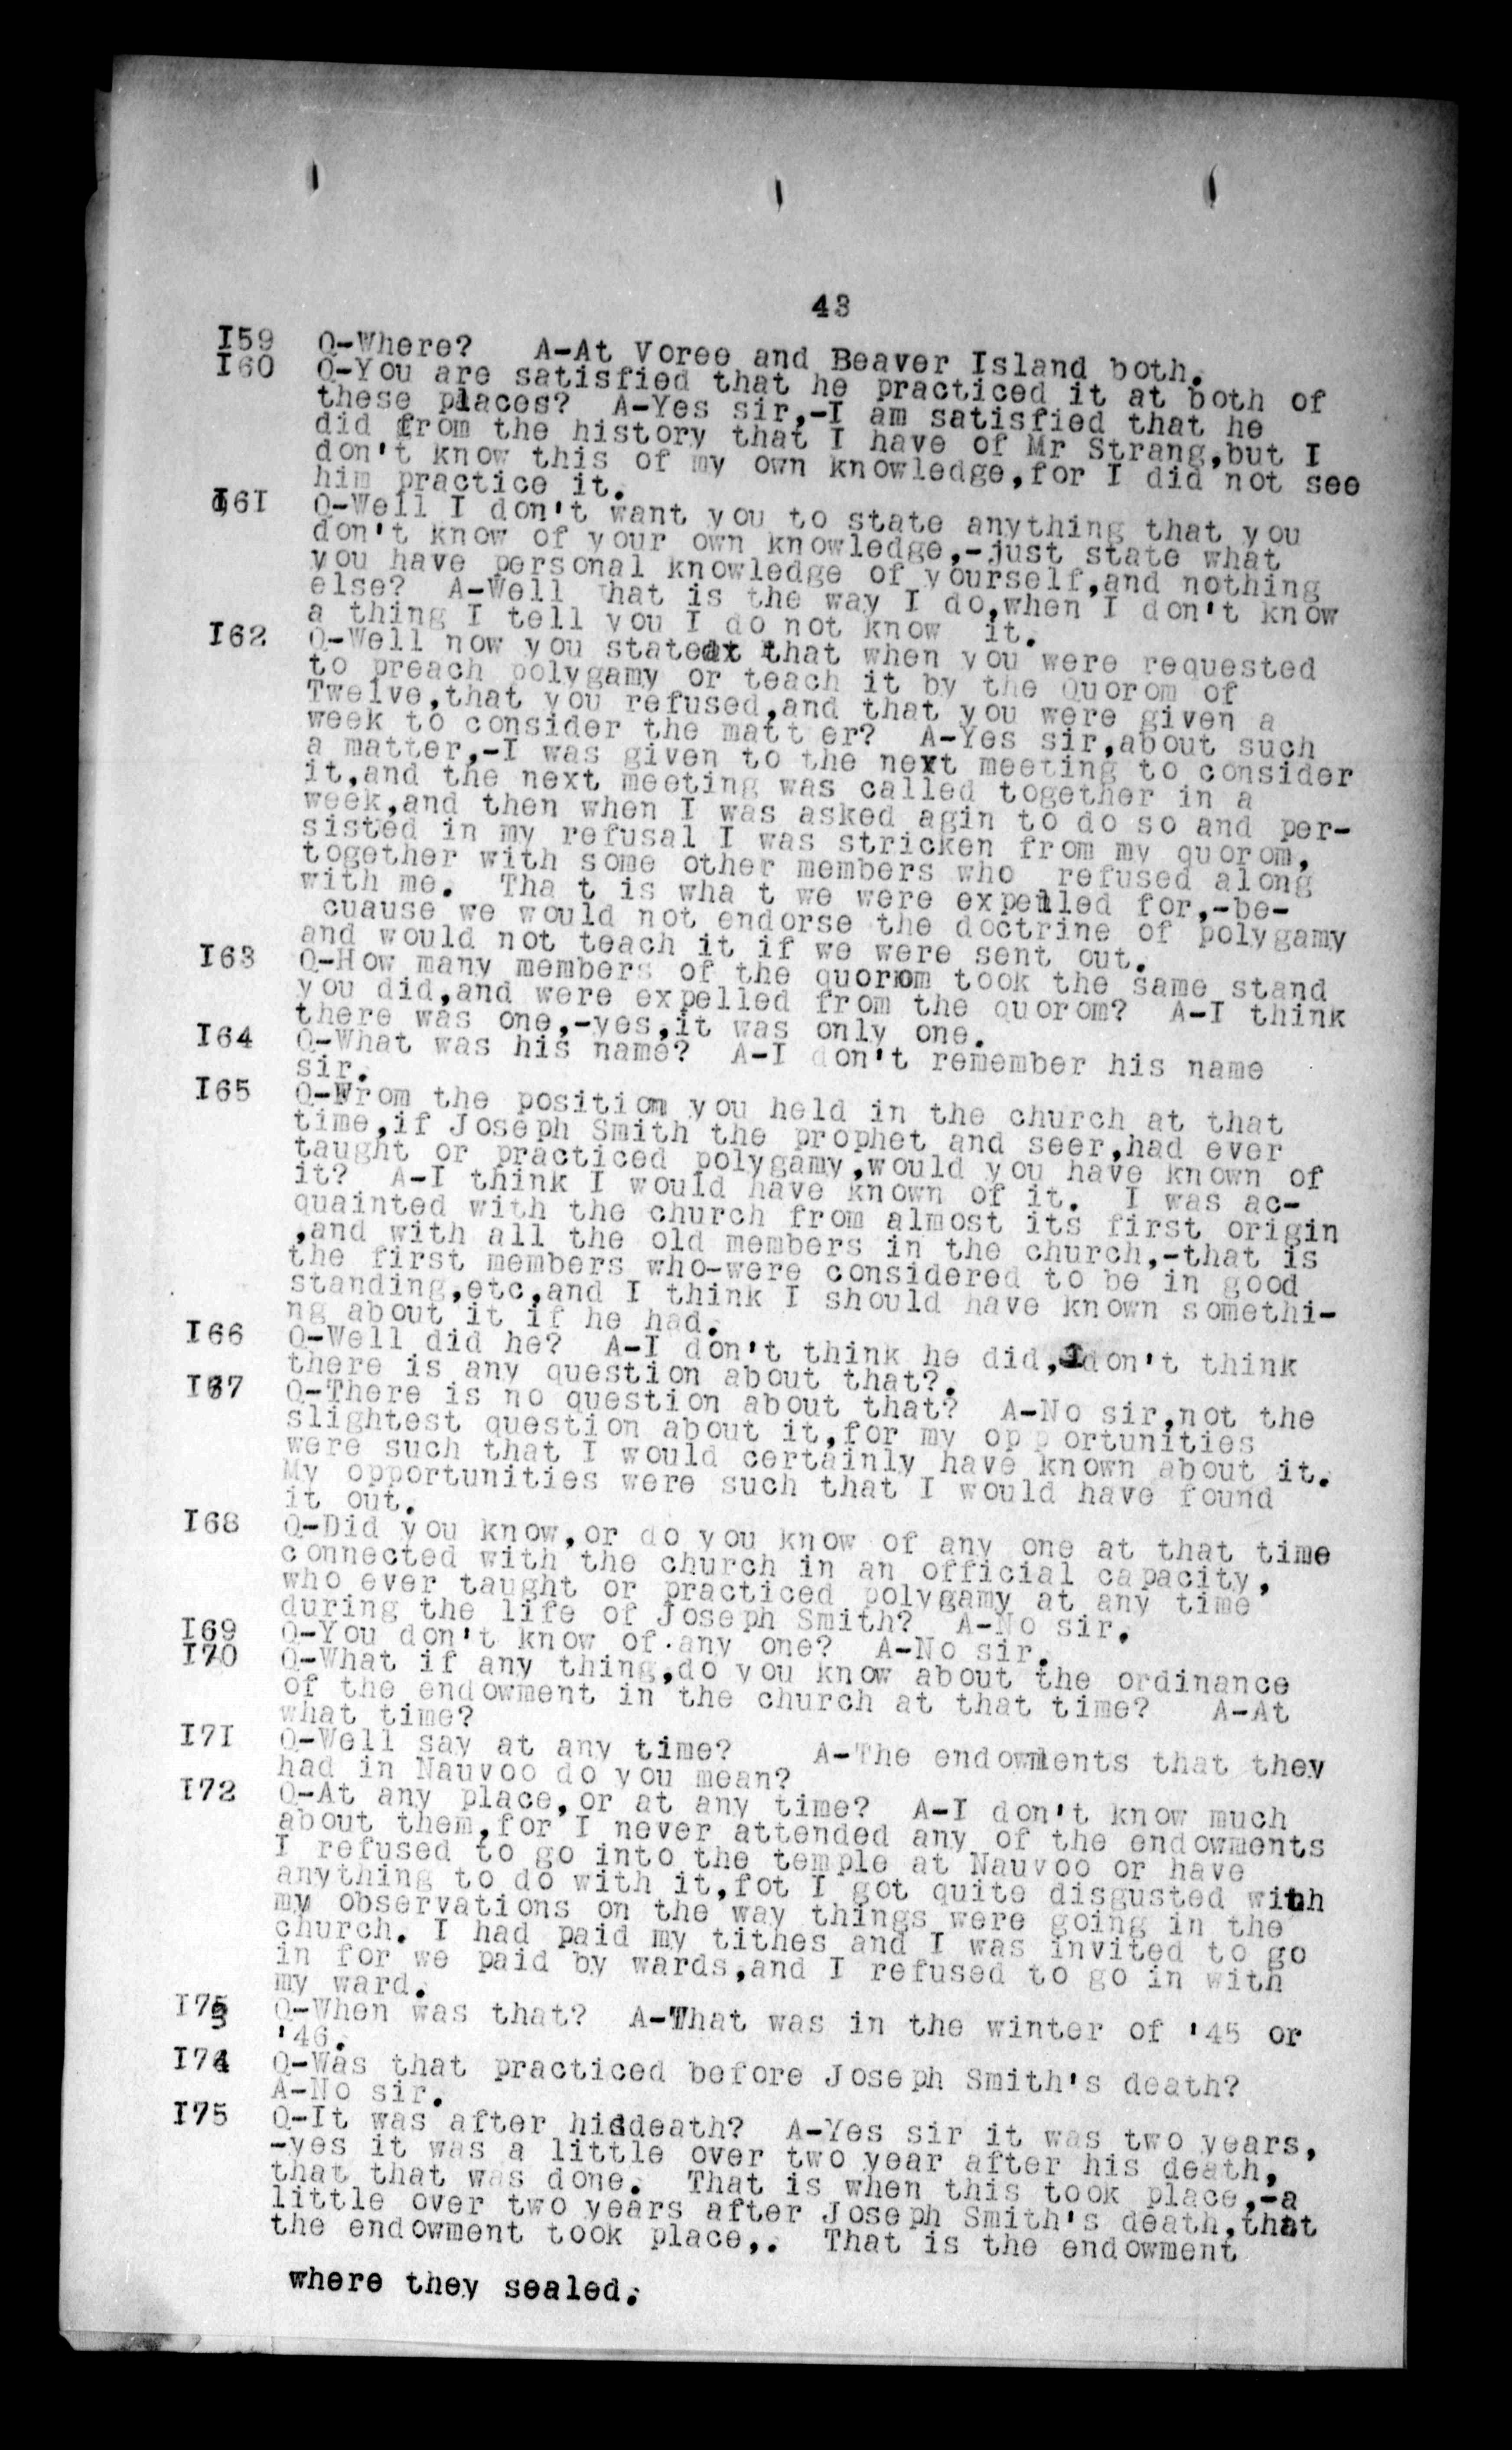 43
I59 Q-Where? A-At Voree and Beaver Island both.
I60 Q-You are satisfied that he practiced it at both of
these places? A-Yes sir,-I am satisfied that he
did from the history that I have of Mr Strang,but I
don't know this of my own knowledge,for I did not see
him practice it.
I6I Q-Well I don't want you to state anything that you
don't know of your own knowledge,-just state what
you have personal knowledge of yourself,and nothing
else? A-Well that is the way I do,when I don't know
a thing I tell you I do not know it.
I62 Q-Well now you stated that when you were requested
to preach polygamy or teach it by the Quorom of
Twelve,that you refused,and that you were given a
week to consider the matt er? A-Yes sir,about such
a matter,-I was given to the next meeting to consider
it,and the next meeting was called together in a
week,and then when I was asked agin to do so and per-
sisted in my refusal I was stricken from my quorom,
together with some other members who refused along
with me. Tha t is wha t we were expelled for,-be-
cuause we would not endorse the doctrine of polygamy
and would not teach it if we were sent out.
I63 Q-How many members of the quorom took the same stand
you did,and were expelled from the quorom? A-I think
there was one,-yes,it was only one.
I64 Q-What was his name? A-I don't remember his name
sir.
I65 Q-From the position you held in the church at that
time,if Joseph Smith the prophet and seer,had ever
taught or practiced polygamy,would you have known of
it? A-I think I would have known of it. I was ac-
quainted with the church from almost its first origin
,and with all the old members in the church,-that is
the first members who-were considered to be in good
standing,etc,and I think I should have known somethi-
ng about it if he had.
I66 Q-Well did he? A-I don't think he did,I don't think
there is any question about that?.
I67 Q-There is no question about that? A-No sir,not the
slightest question about it,for my opp ortunities
were such that I would certainly have known about it.
My opportunities were such that I would have found
it out.
I68 Q-Did you know,or do you know of any one at that time
connected with the church in an official capacity,
who ever taught or practiced polygamy at any time
during the life of Joseph Smith? A-No sir.
I69 Q-You don't know of any one? A-No sir.
I70 Q-What if any thing,do you know about the ordinance
of the endowment in the church at that time? A-At
what time?
I7I Q-Well say at any time? A-The endowments that they
had in Nauvoo do you mean?
I72 Q-At any place,or at any time? A-I don't know much
about them,for I never attended any of the endowments
I refused to go into the temple at Nauvoo or have
anything to do with it,fot I got quite disgusted with
my observations on the way things were going in the
church. I had paid my tithes and I was invited to go
in for we paid by wards,and I refused to go in with
my ward.
I73 Q-When was that? A-That was in the winter of '45 or
'46.
I74 Q-Was that practiced before Joseph Smith's death?
A-No sir.
I75 Q-It was after his death? A-Yes sir it was two years,
-yes it was a little over two year after his death,
that that was done. That is when this took place,-a
little over two years after Joseph Smith's death,that
the endowment took place,. That is the endowment
where they sealed.